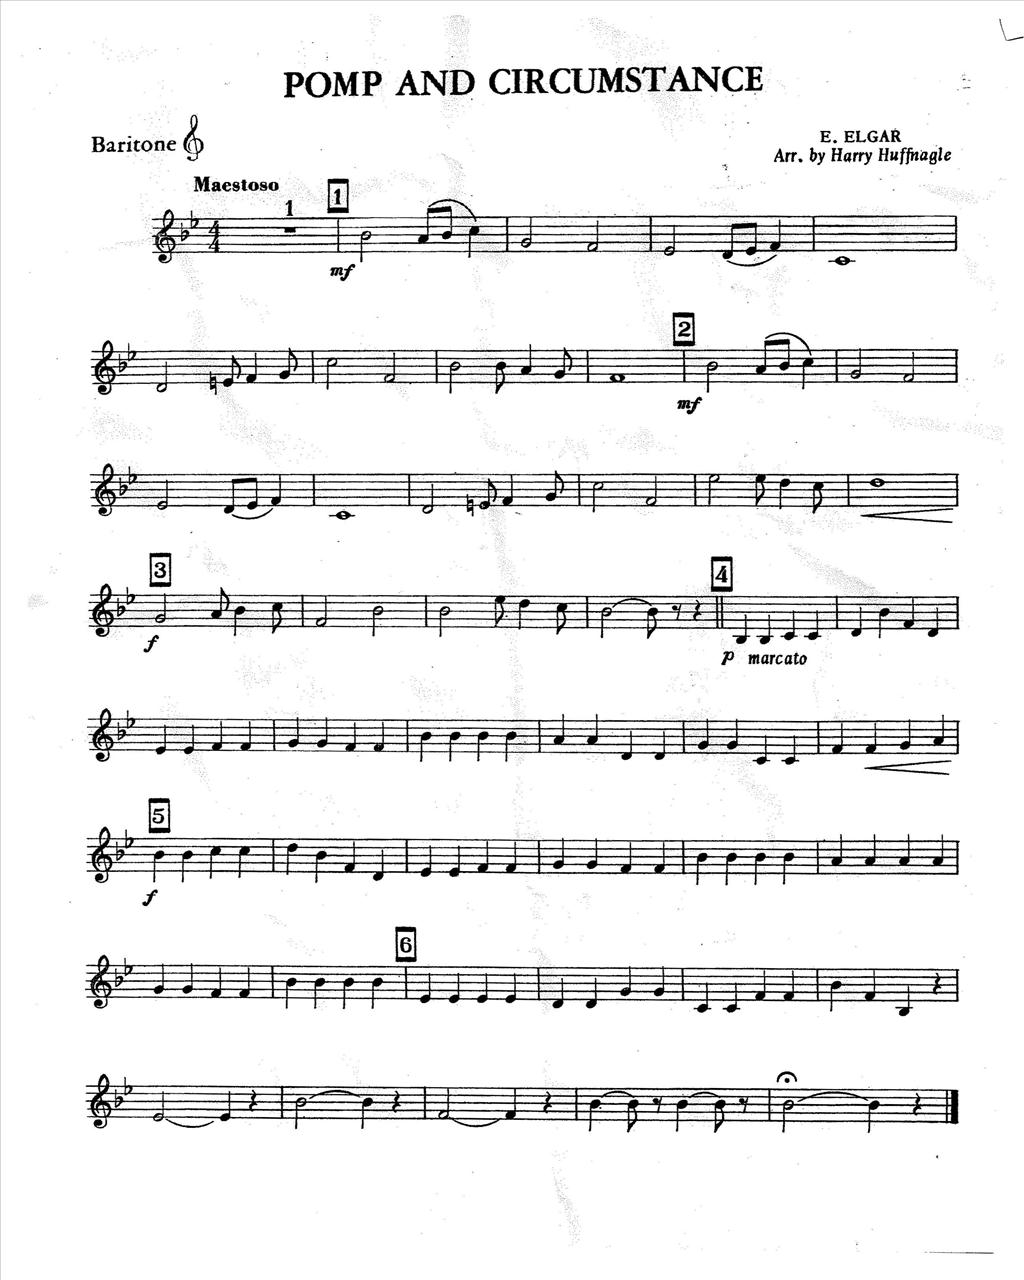 POMP AND CIRCUMSTANCE
Baritone
E. ELGAR
Arr. by Harry Huffnagle
Maestoso
1
1
4
4
mf
2
mf
3
4
f
p marcato
5
f
6